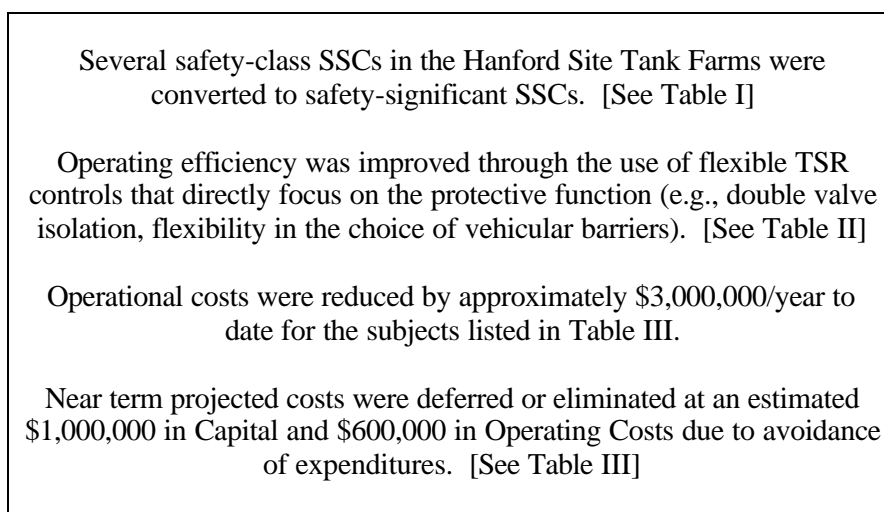 Several safety-class SSCs in the Hanford Site Tank Farms were
converted to safety-significant SSCs.  [See Table I]
Operating efficiency was improved through the use of flexible TSR
controls that directly focus on the protective function (e.g., double valve
isolation, flexibility in the choice of vehicular barriers).  [See Table II]
Operational costs were reduced by approximately $3,000,000/year to
date for the subjects listed in Table III.
Near term projected costs were deferred or eliminated at an estimated
$1,000,000 in Capital and $600,000 in Operating Costs due to avoidance
of expenditures.  [See Table III]